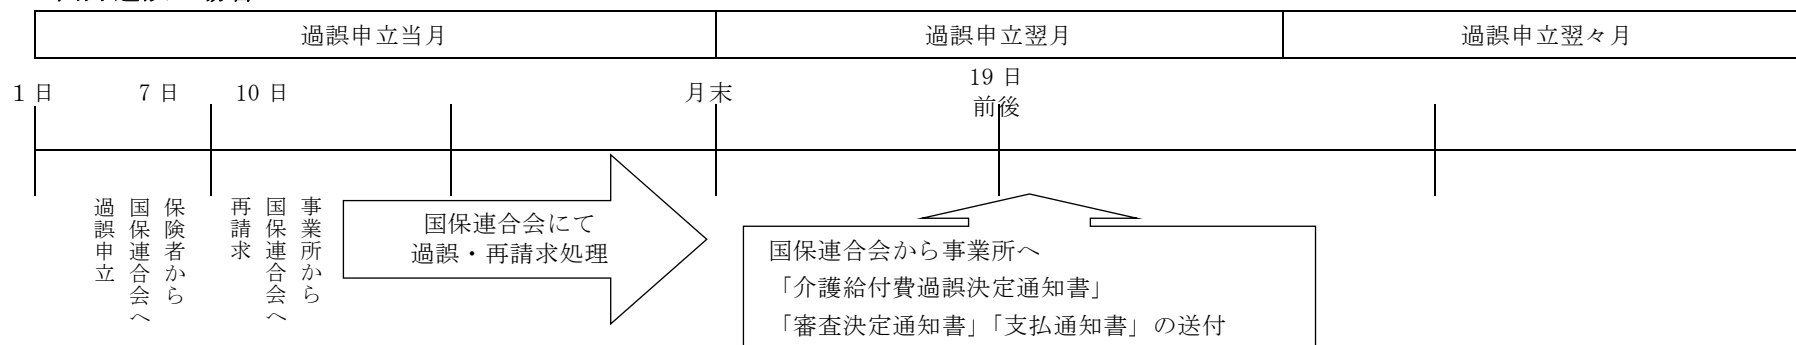 過誤申立当月
過誤申立翌月
過誤申立翌々月
1日
7日
10日
月末
19日
前後
保険者から
国保連合会へ
過誤申立
事業所から
国保連合会へ
再請求
国保連合会にて
過誤・再請求処理
国保連合会から事業所へ
「介護給付費過誤決定通知書」
「審査決定通知書」「支払通知書」の送付